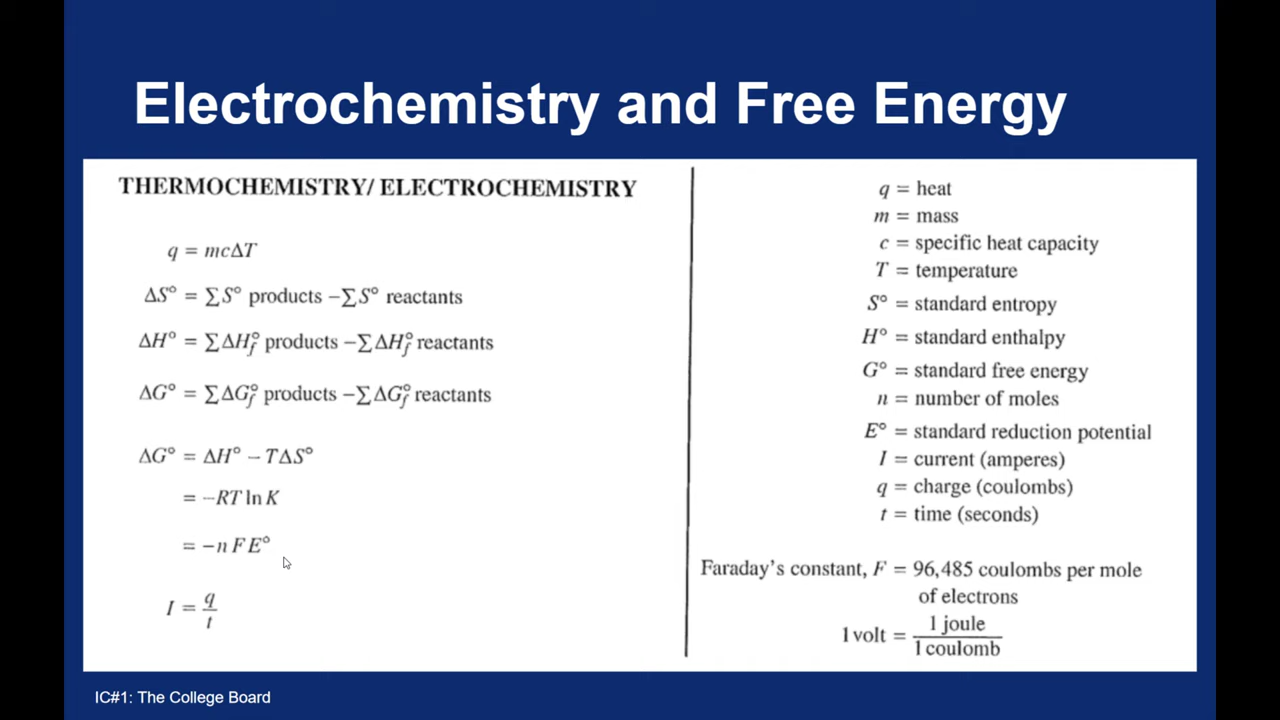 Electrochemistry and Free Energy
THERMOCHEMISTRY/ ELECTROCHEMISTRY
q = mcΔT
ΔS° = ∑S° products −∑S° reactants
ΔH° = ∑ΔH°f products −∑ΔH°f reactants
ΔG° = ∑ΔG°f products −∑ΔG°f reactants
ΔG° = ΔH° − TΔS°
= −RT ln K
= −n F E°
I = q/t
q = heat
m = mass
c = specific heat capacity
T = temperature
S° = standard entropy
H° = standard enthalpy
G° = standard free energy
n = number of moles
E° = standard reduction potential
I = current (amperes)
q = charge (coulombs)
t = time (seconds)
Faraday's constant, F = 96,485 coulombs per mole
of electrons
1 volt = 1 joule/1 coulomb
IC#1: The College Board